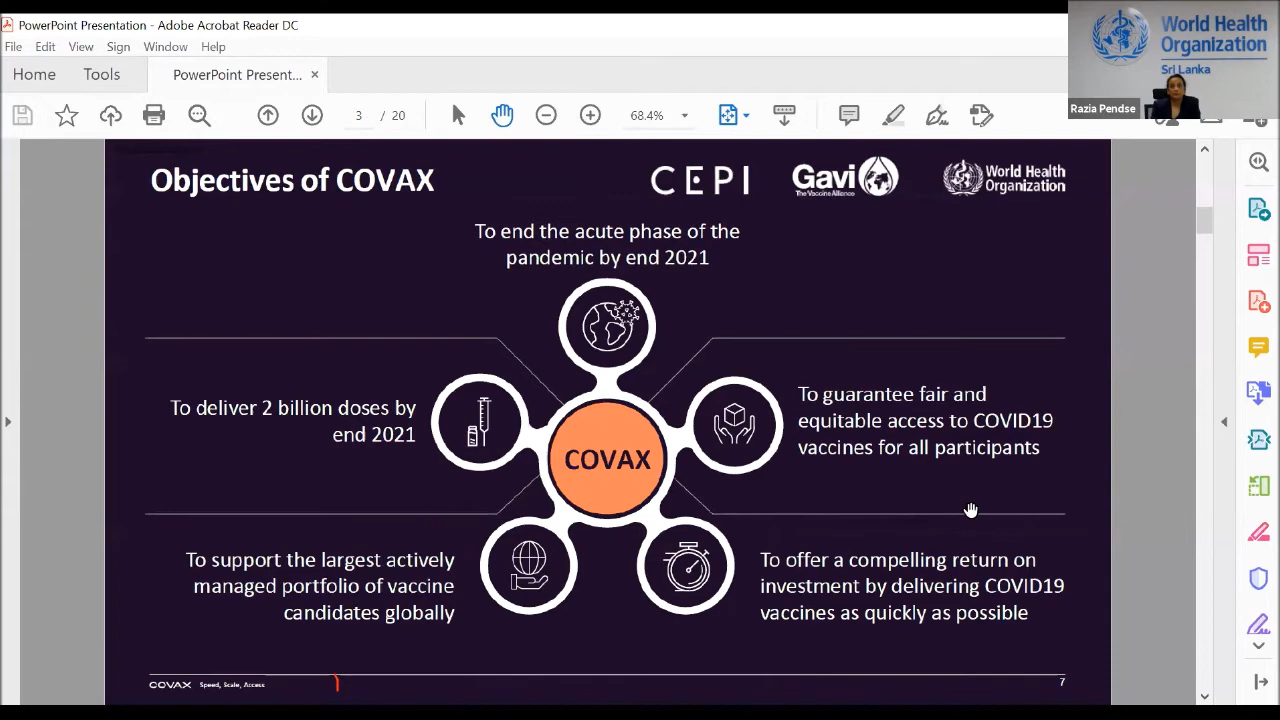 PowerPoint Presentation - Adobe Acrobat Reader DC
File Edit View Sign Window Help
Home Tools PowerPoint Present... ×
3 / 20 68.4%
World Health
Organization
Sri Lanka
Razia Pendse
Objectives of COVAX
CEPI
Gavi
The Vaccine Alliance
World Health
Organization
To end the acute phase of the
pandemic by end 2021
To deliver 2 billion doses by
end 2021
To guarantee fair and
equitable access to COVID19
vaccines for all participants
COVAX
To support the largest actively
managed portfolio of vaccine
candidates globally
To offer a compelling return on
investment by delivering COVID19
vaccines as quickly as possible
COVAX Speed, Scale, Access
7